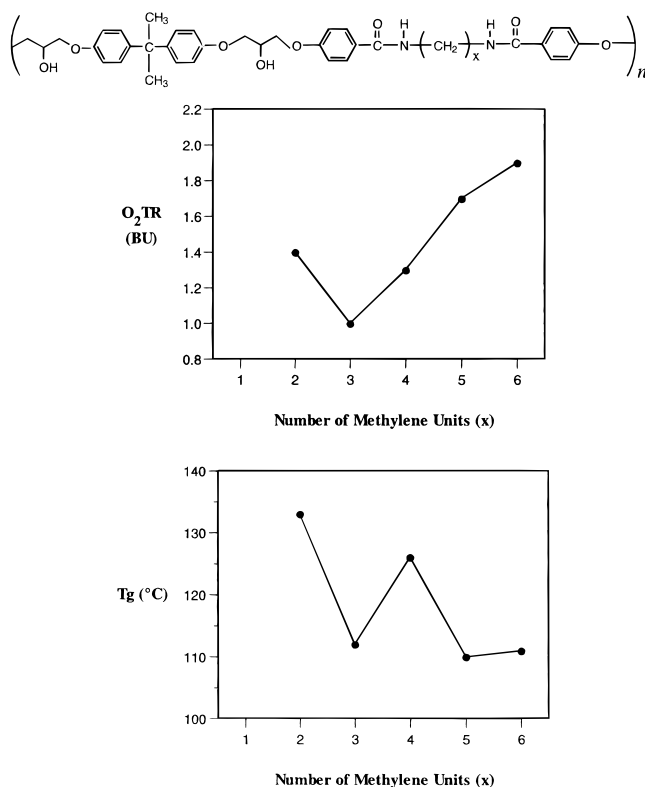 CH3 O H H O
O C O O C N (CH2)x N C O
OH CH3 OH n
2.2
2.0
1.8
O2TR
(BU)
1.6
1.4
1.2
1.0
0.8
1 2 3 4 5 6
Number of Methylene Units (x)
140
130
Tg (°C)
120
110
100
1 2 3 4 5 6
Number of Methylene Units (x)